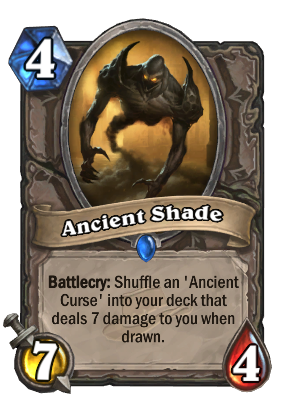 4
Ancient Shade
Battlecry: Shuffle an 'Ancient
Curse' into your deck that
deals 7 damage to you when
drawn.
7
4